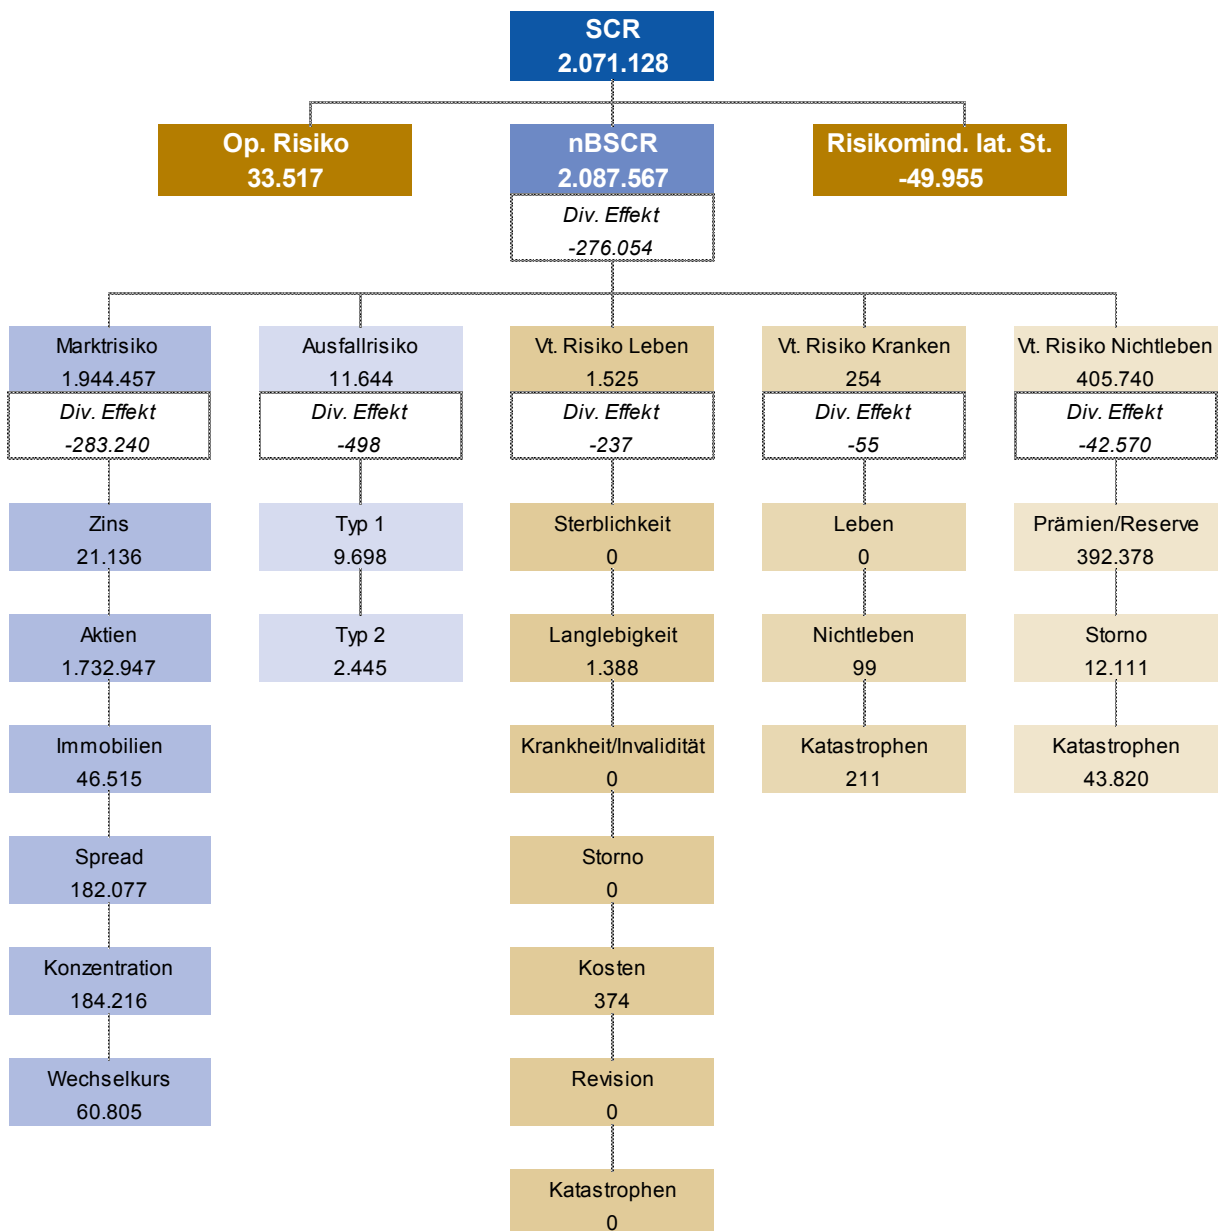 SCR
2.071.128
Op. Risiko
33.517
nBSCR
2.087.567
Risikomind. lat. St.
-49.955
Div. Effekt
-276.054
Marktrisiko
1.944.457
Div. Effekt
-283.240
Zins
21.136
Aktien
1.732.947
Immobilien
46.515
Spread
182.077
Konzentration
184.216
Wechselkurs
60.805
Ausfallrisiko
11.644
Div. Effekt
-498
Typ 1
9.698
Typ 2
2.445
Vt. Risiko Leben
1.525
Div. Effekt
-237
Sterblichkeit
0
Langlebigkeit
1.388
Krankheit/Invalidität
0
Storno
0
Kosten
374
Revision
0
Katastrophen
0
Vt. Risiko Kranken
254
Div. Effekt
-55
Leben
0
Nichtleben
99
Katastrophen
211
Vt. Risiko Nichtleben
405.740
Div. Effekt
-42.570
Prämien/Reserve
392.378
Storno
12.111
Katastrophen
43.820